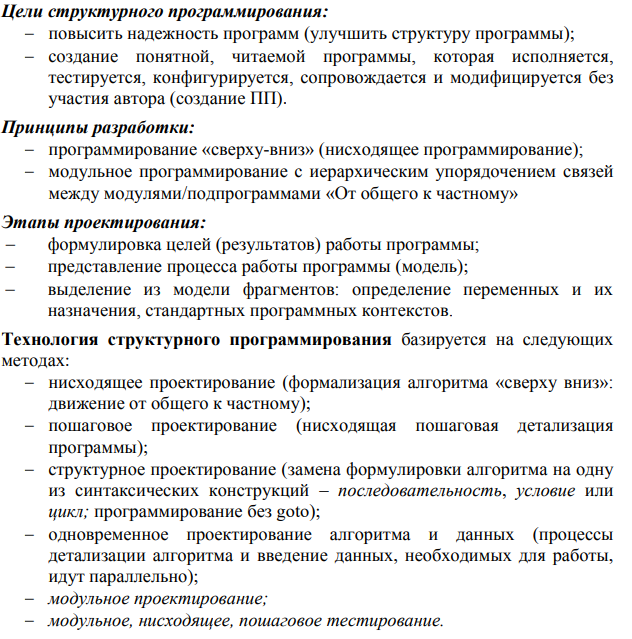 Цели структурного программирования:
– повысить надежность программ (улучшить структуру программы);
– создание понятной, читаемой программы, которая исполняется,
тестируется, конфигурируется, сопровождается и модифицируется без
участия автора (создание ПП).
Принципы разработки:
– программирование «сверху-вниз» (нисходящее программирование);
– модульное программирование с иерархическим упорядочением связей
между модулями/подпрограммами «От общего к частному»
Этапы проектирования:
– формулировка целей (результатов) работы программы;
– представление процесса работы программы (модель);
– выделение из модели фрагментов: определение переменных и их
назначения, стандартных программных контекстов.
Технология структурного программирования базируется на следующих
методах:
– нисходящее проектирование (формализация алгоритма «сверху вниз»:
движение от общего к частному);
– пошаговое проектирование (нисходящая пошаговая детализация
программы);
– структурное проектирование (замена формулировки алгоритма на одну
из синтаксических конструкций – последовательность, условие или
цикл; программирование без goto);
– одновременное проектирование алгоритма и данных (процессы
детализации алгоритма и введение данных, необходимых для работы,
идут параллельно);
– модульное проектирование;
– модульное, нисходящее, пошаговое тестирование.